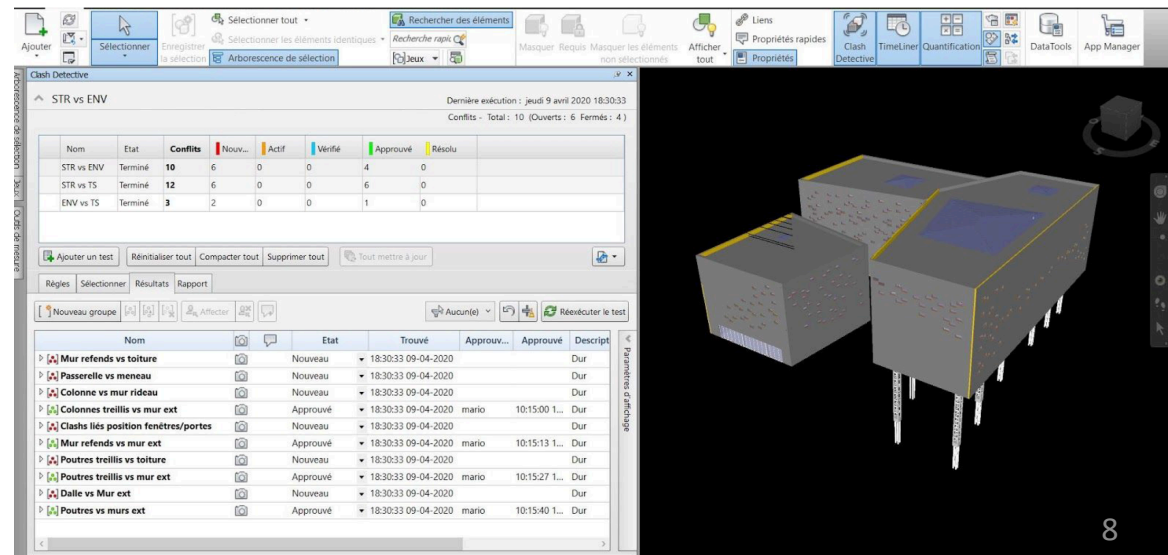 Ajouter
Sélectionner
Enregistrer la sélection
Sélectionner tout
Sélectionner les éléments identiques
Arborescence de sélection
Rechercher des éléments
Recherche rapic
Jeux
Masquer
Requis
Masquer les éléments non sélectionnés
Afficher tout
Liens
Propriétés rapides
Propriétés
Clash Detective
TimeLiner
Quantification
DataTools
App Manager
Arborescence de sélection
Jeux
Outils de mesure
Clash Detective
STR vs ENV
Dernière exécution : jeudi 9 avril 2020 18:30:33
Conflits - Total : 10 (Ouverts : 6 Fermés : 4)
Nom Etat Conflits Nouv... Actif Vérifié Approuvé Résolu
STR vs ENV Terminé 10 6 0 0 4 0
STR vs TS Terminé 12 6 0 0 6 0
ENV vs TS Terminé 3 2 0 0 1 0
Ajouter un test Réinitialiser tout Compacter tout Supprimer tout Tout mettre à jour
Règles Sélectionner Résultats Rapport
Nouveau groupe Affecter Aucun(e) Réexécuter le test
Nom Etat Trouvé Approuv... Approuvé Descript
Mur refends vs toiture Nouveau 18:30:33 09-04-2020 Dur
Passerelle vs meneau Nouveau 18:30:33 09-04-2020 Dur
Colonne vs mur rideau Nouveau 18:30:33 09-04-2020 Dur
Colonnes treillis vs mur ext Approuvé 18:30:33 09-04-2020 mario 10:15:00 1... Dur
Clashs liés position fenêtres/portes Nouveau 18:30:33 09-04-2020 Dur
Mur refends vs mur ext Approuvé 18:30:33 09-04-2020 mario 10:15:13 1... Dur
Poutres treillis vs toiture Nouveau 18:30:33 09-04-2020 Dur
Poutres treillis vs mur ext Approuvé 18:30:33 09-04-2020 mario 10:15:27 1... Dur
Dalle vs Mur ext Nouveau 18:30:33 09-04-2020 Dur
Poutres vs murs ext Approuvé 18:30:33 09-04-2020 mario 10:15:40 1... Dur
Paramètres d'affichage
8